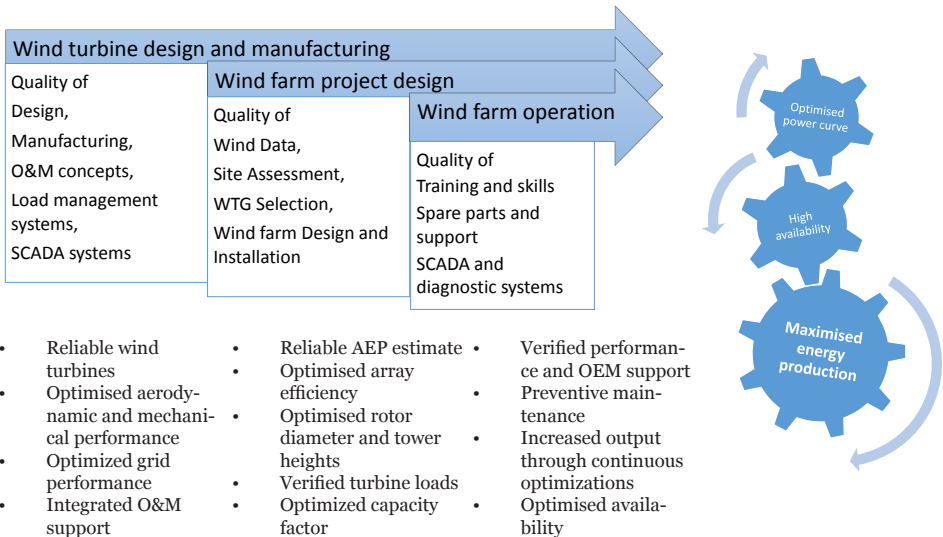 Wind turbine design and manufacturing
Quality of
Design,
Manufacturing,
O&M concepts,
Load management
systems,
SCADA systems
Wind farm project design
Quality of
Wind Data,
Site Assessment,
WTG Selection,
Wind farm Design and
Installation
Wind farm operation
Quality of
Training and skills
Spare parts and
support
SCADA and
diagnostic systems
Optimised
power curve
High
availability
Maximised
energy
production
• Reliable wind
turbines
• Optimised aerody-
namic and mechani-
cal performance
• Optimized grid
performance
• Integrated O&M
support
• Reliable AEP estimate
• Optimised array
efficiency
• Optimised rotor
diameter and tower
heights
• Verified turbine loads
• Optimized capacity
factor
• Verified performan-
ce and OEM support
• Preventive main-
tenance
• Increased output
through continuous
optimizations
• Optimised availa-
bility